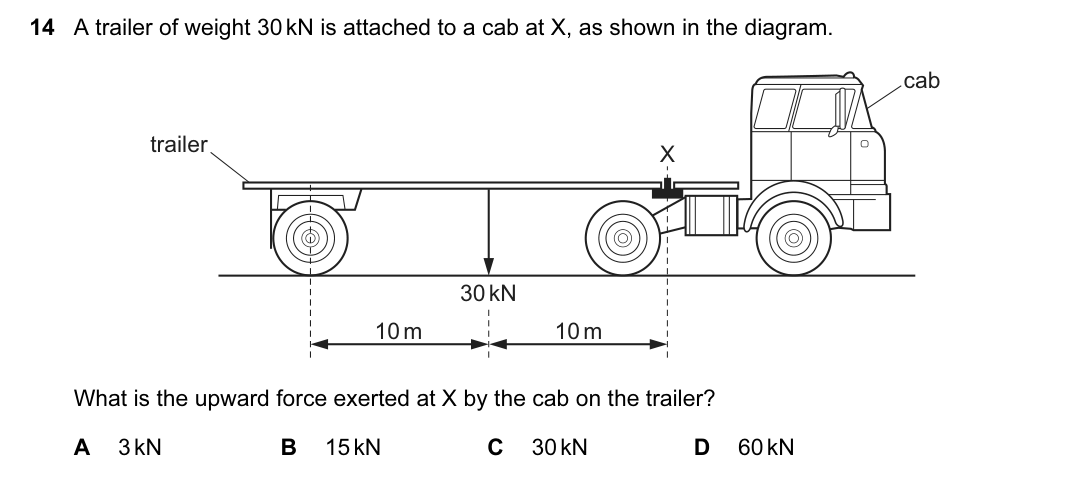 14 A trailer of weight 30 kN is attached to a cab at X, as shown in the diagram.
cab
trailer
X
30 kN
10 m 10 m
What is the upward force exerted at X by the cab on the trailer?
A 3 kN B 15 kN C 30 kN D 60 kN